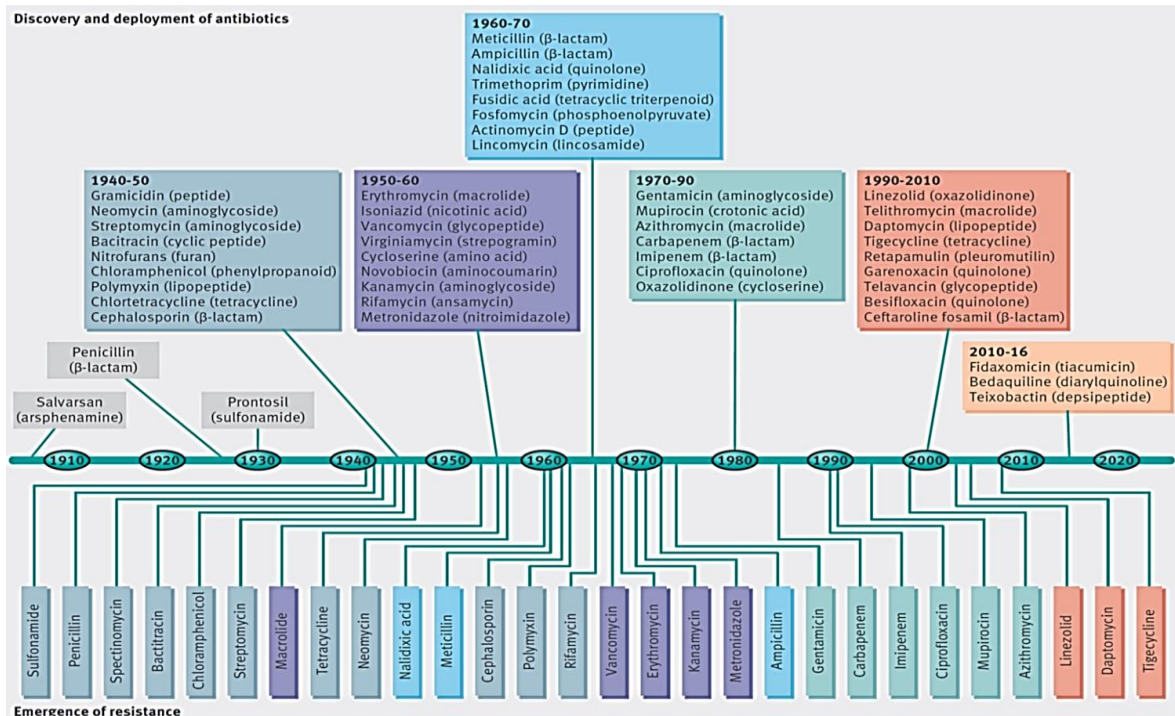 Discovery and deployment of antibiotics
1960-70
Meticillin (β-lactam)
Ampicillin (β-lactam)
Nalidixic acid (quinolone)
Trimethoprim (pyrimidine)
Fusidic acid (tetracyclic triterpenoid)
Fosfomycin (phosphoenolpyruvate)
Actinomycin D (peptide)
Lincomycin (lincosamide)
1940-50
Gramicidin (peptide)
Neomycin (aminoglycoside)
Streptomycin (aminoglycoside)
Bacitracin (cyclic peptide)
Nitrofurans (furan)
Chloramphenicol (phenylpropanoid)
Polymyxin (lipopeptide)
Chlortetracycline (tetracycline)
Cephalosporin (β-lactam)
1950-60
Erythromycin (macrolide)
Isoniazid (nicotinic acid)
Vancomycin (glycopeptide)
Virginiamycin (strepogramin)
Cycloserine (amino acid)
Novobiocin (aminocoumarin)
Kanamycin (aminoglycoside)
Rifamycin (ansamycin)
Metronidazole (nitroimidazole)
1970-90
Gentamicin (aminoglycoside)
Mupirocin (crotonic acid)
Azithromycin (macrolide)
Carbapenem (β-lactam)
Imipenem (β-lactam)
Ciprofloxacin (quinolone)
Oxazolidinone (cycloserine)
1990-2010
Linezolid (oxazolidinone)
Telithromycin (macrolide)
Daptomycin (lipopeptide)
Tigecycline (tetracycline)
Retapamulin (pleuromutilin)
Garenoxacin (quinolone)
Telavancin (glycopeptide)
Besifloxacin (quinolone)
Ceftaroline fosamil (β-lactam)
2010-16
Fidaxomicin (tiacumicin)
Bedaquiline (diarylquinoline)
Teixobactin (depsipeptide)
Penicillin
(β-lactam)
Salvarsan
(arsphenamine)
Prontosil
(sulfonamide)
1910
1920
1930
1940
1950
1960
1970
1980
1990
2000
2010
2020
Sulfonamide
Penicillin
Spectinomycin
Bactitracin
Chloramphenicol
Streptomycin
Macrolide
Tetracycline
Neomycin
Nalidixic acid
Meticillin
Cephalosporin
Polymyxin
Rifamycin
Vancomycin
Erythromycin
Kanamycin
Metronidazole
Ampicillin
Gentamicin
Carbapenem
Imipenem
Ciprofloxacin
Mupirocin
Azithromycin
Linezolid
Daptomycin
Tigecycline
Emergence of resistance